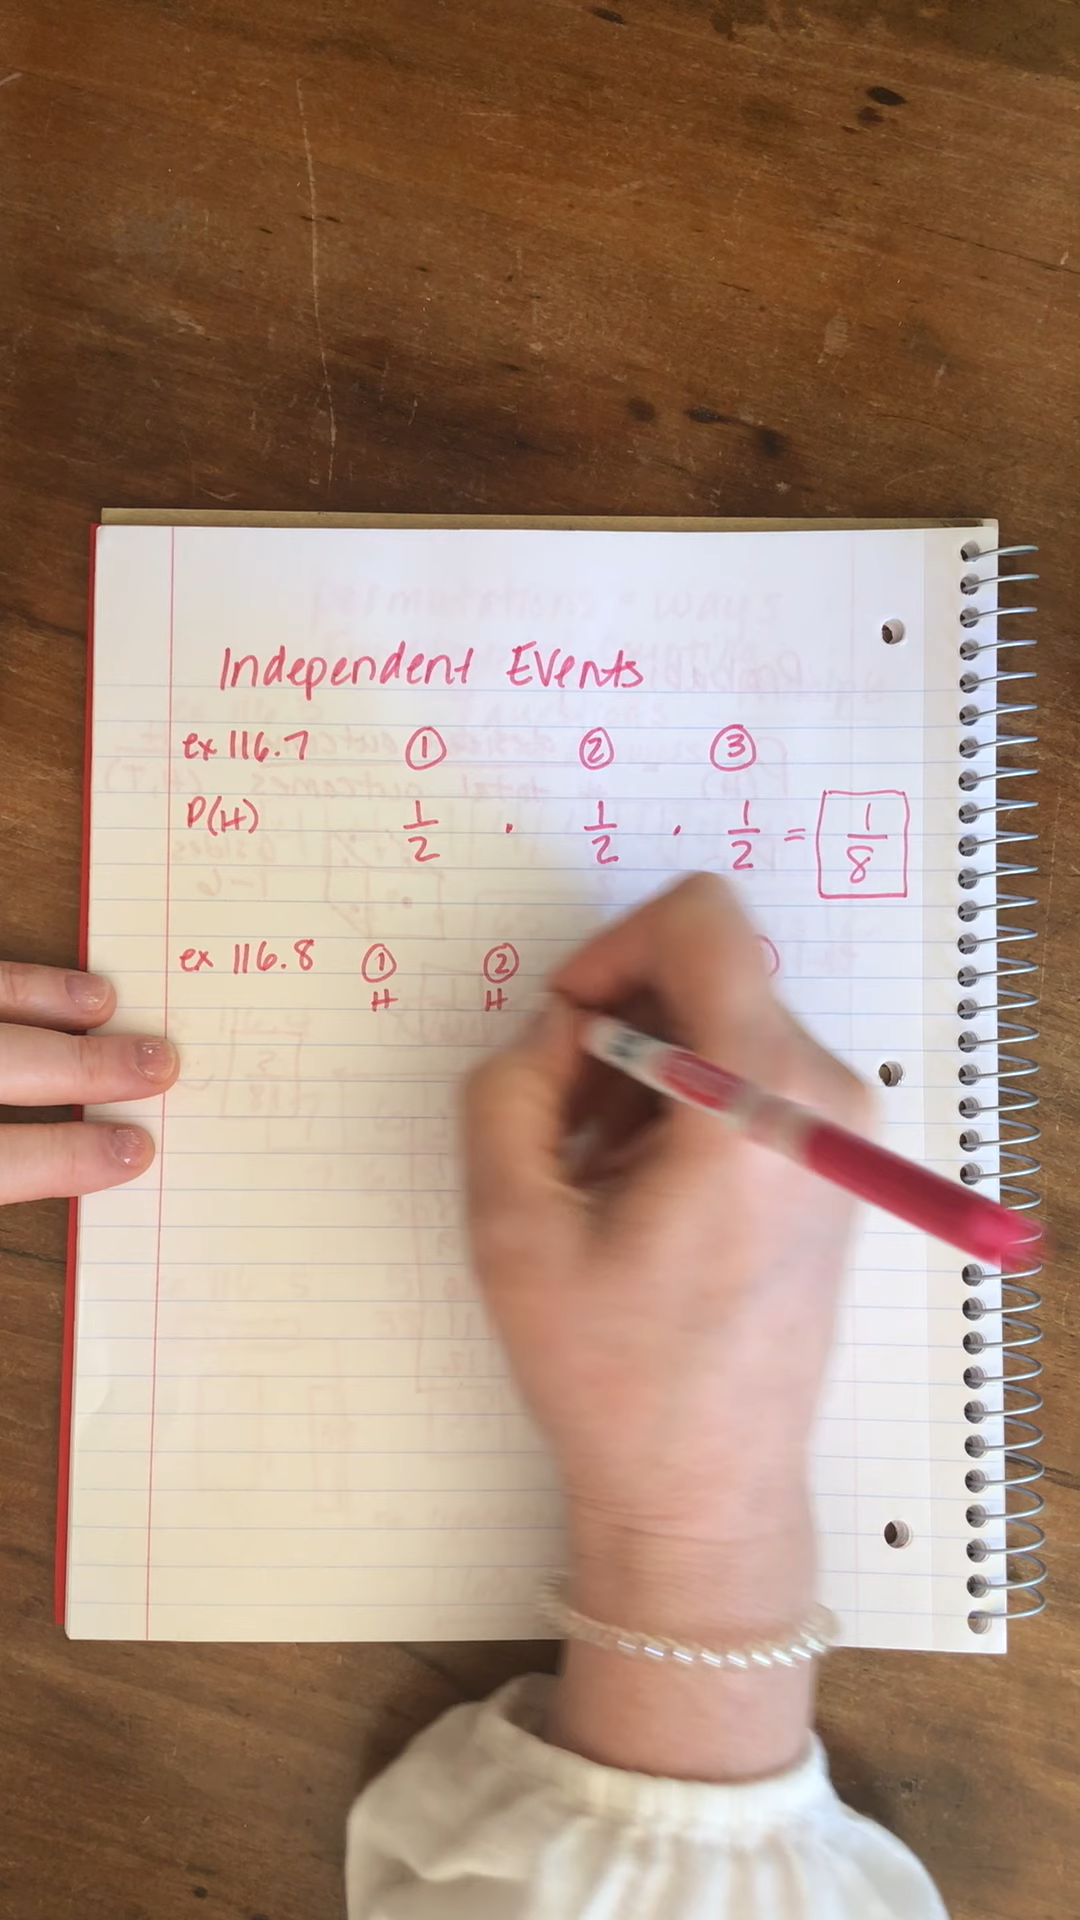 Independent Events
ex 116.7 ① ② ③
P(H) 1/2 · 1/2 · 1/2 = 1/8
ex 116.8 ① ②
H H